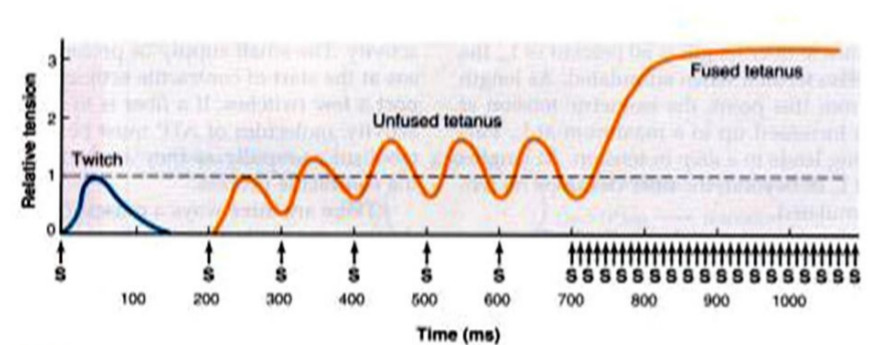 3
2
1
0
Relative tension
Twitch
Unfused tetanus
Fused tetanus
S S S S S S S S S S S S S S S S S S S S S S S S
100 200 300 400 500 600 700 800 900 1000
Time (ms)